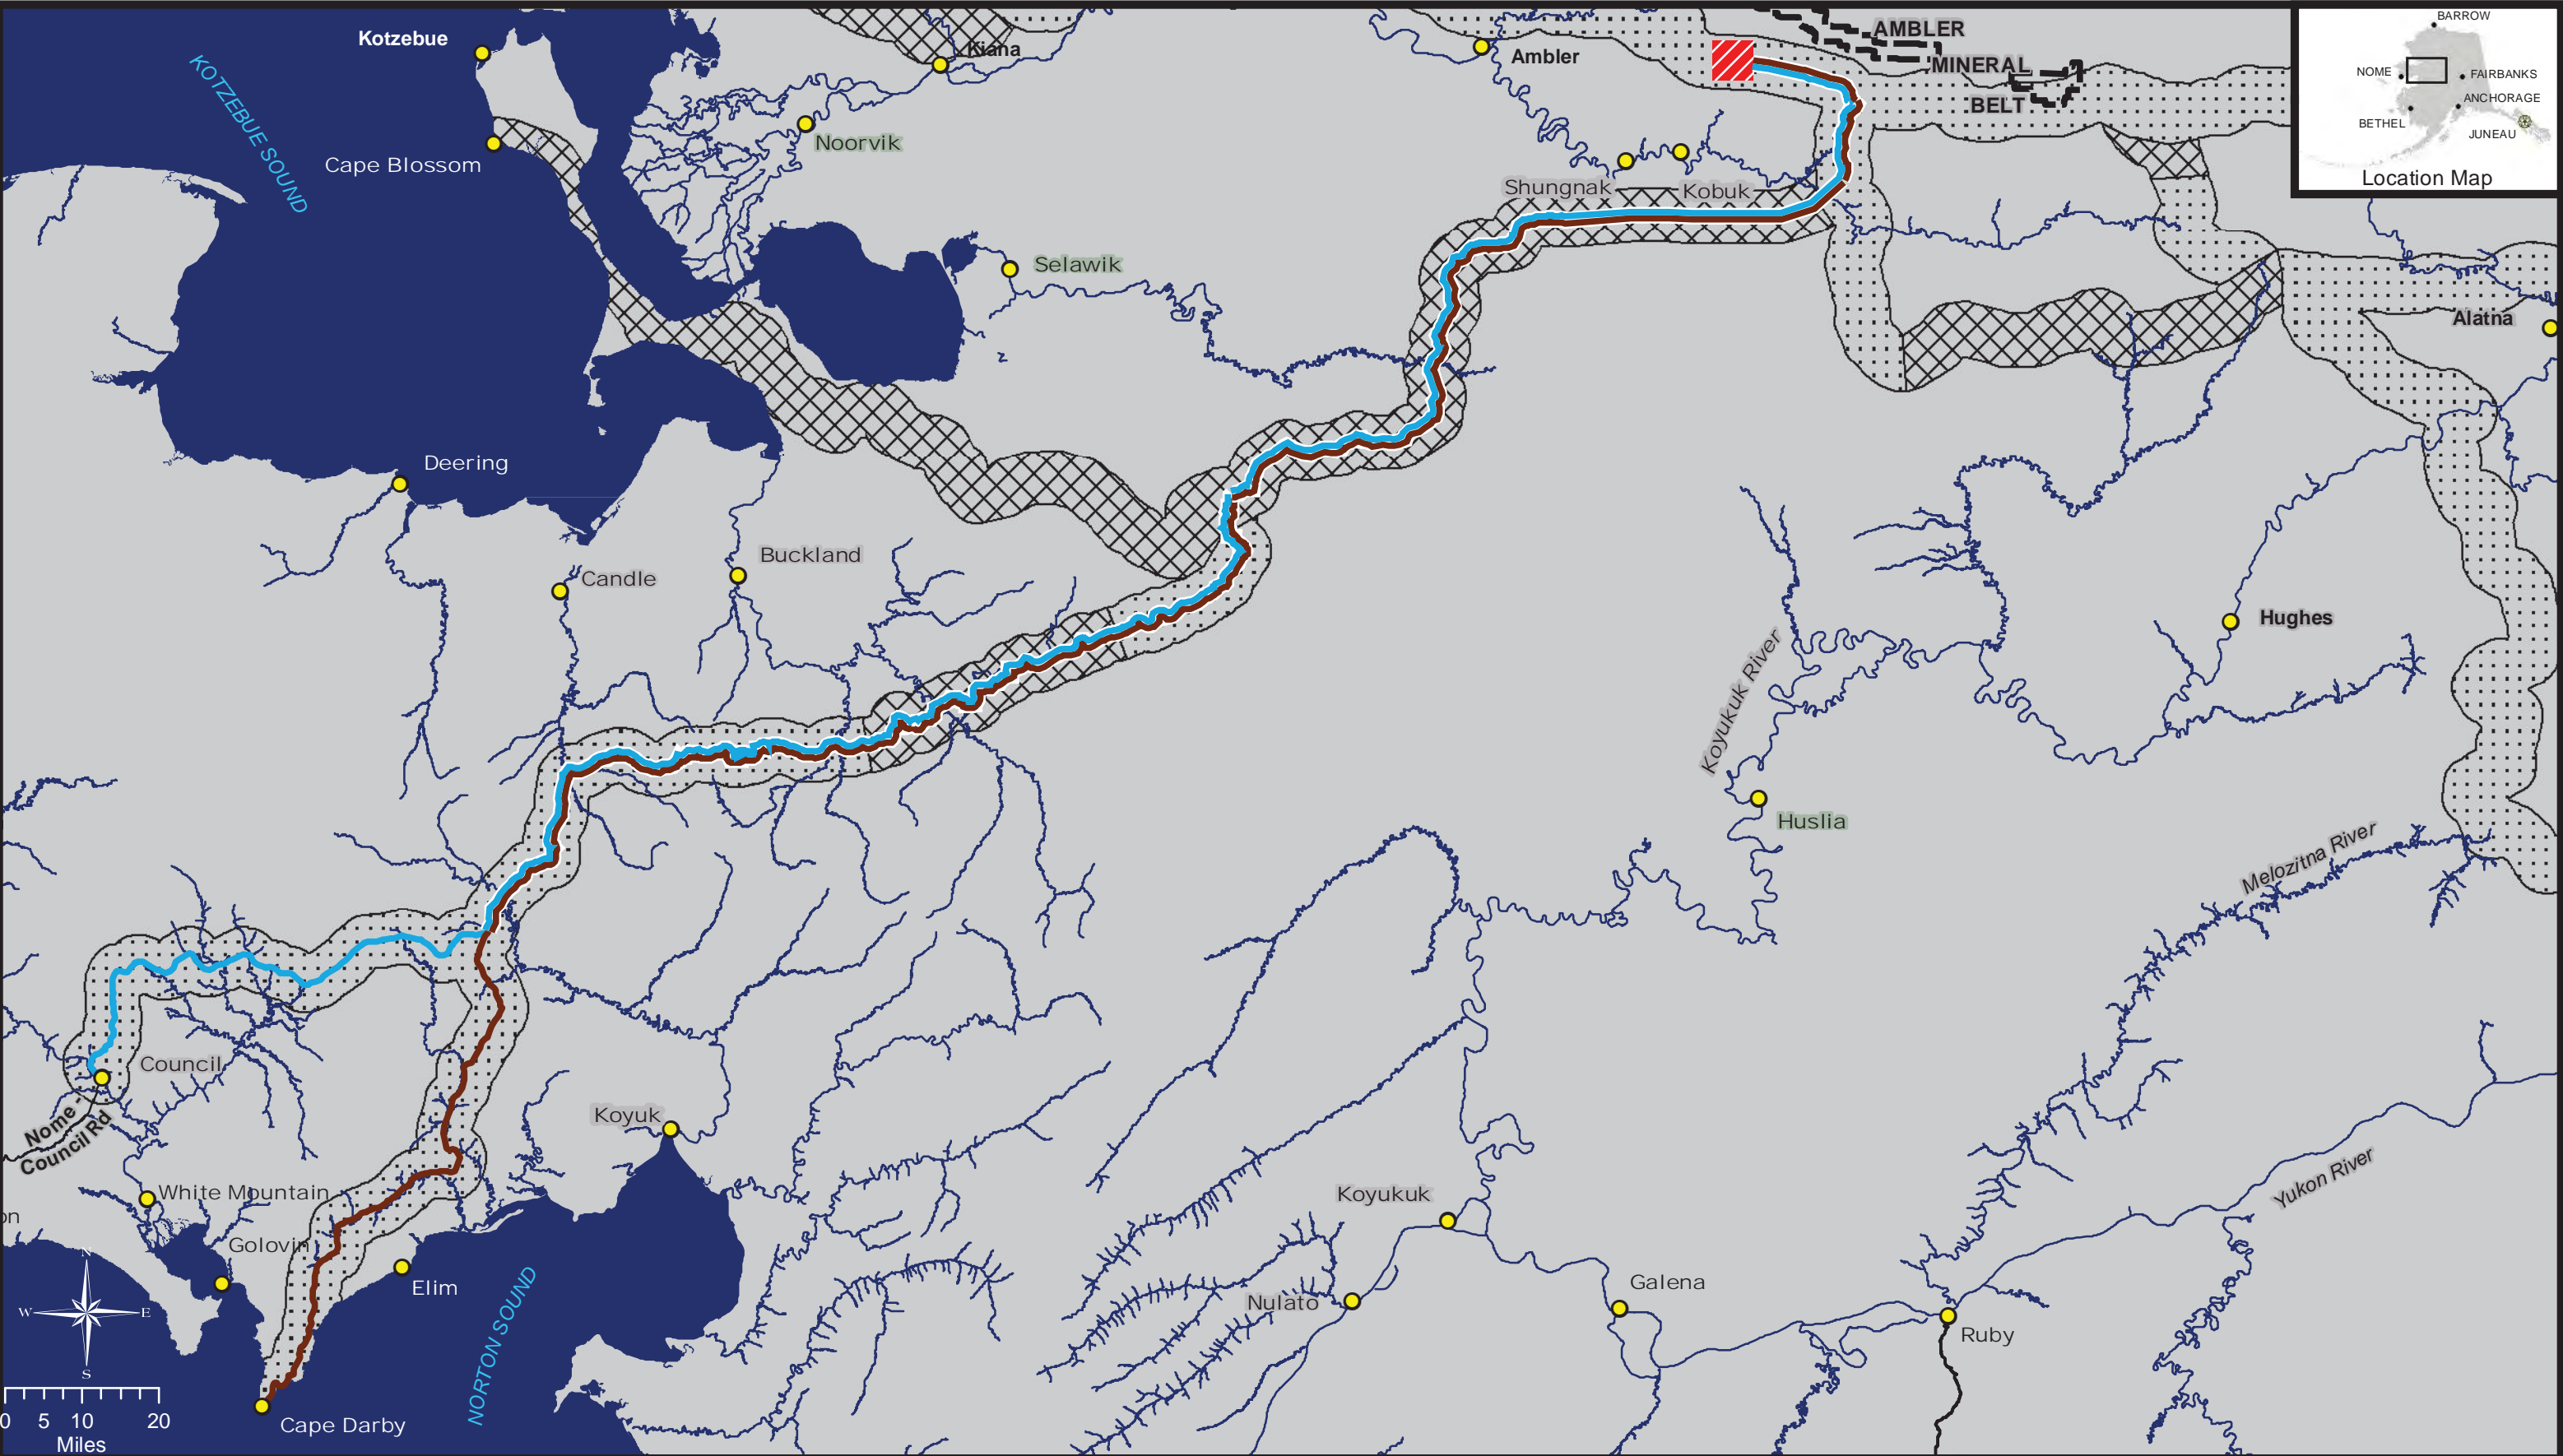 Kotzebue
Kiana
Ambler
AMBLER
MINERAL
BELT
BARROW
NOME
FAIRBANKS
ANCHORAGE
BETHEL
JUNEAU
Location Map
KOTZEBUE SOUND
Cape Blossom
Noorvik
Shungnak
Kobuk
Selawik
Alatna
Deering
Buckland
Candle
Hughes
Koyukuk River
Huslia
Melozitna River
Council
Nome -
Council Rd
Koyuk
White Mountain
on
Golovin
Elim
NORTON SOUND
Koyukuk
Nulato
Galena
Ruby
Yukon River
N
W
E
S
0 5 10 20
Miles
Cape Darby